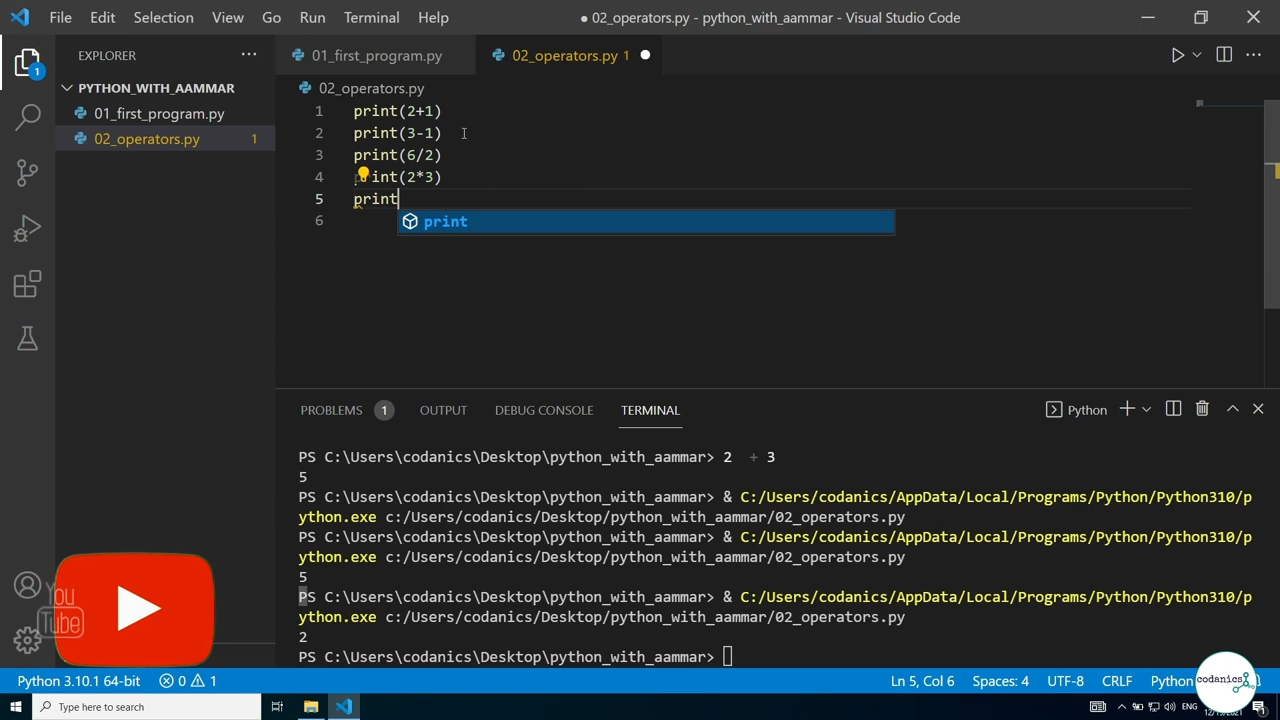 File Edit Selection View Go Run Terminal Help
● 02_operators.py - python_with_aammar - Visual Studio Code
EXPLORER
01_first_program.py
02_operators.py 1
PYTHON_WITH_AAMMAR
01_first_program.py
02_operators.py 1
1
02_operators.py
1 print(2+1)
2 print(3-1)
3 print(6/2)
4 print(2*3)
5 print
print
6
PROBLEMS 1 OUTPUT DEBUG CONSOLE TERMINAL
Python
PS C:\Users\codanics\Desktop\python_with_aammar> 2  + 3
5
PS C:\Users\codanics\Desktop\python_with_aammar> & C:/Users/codanics/AppData/Local/Programs/Python/Python310/p
ython.exe c:/Users/codanics/Desktop/python_with_aammar/02_operators.py
PS C:\Users\codanics\Desktop\python_with_aammar> & C:/Users/codanics/AppData/Local/Programs/Python/Python310/p
ython.exe c:/Users/codanics/Desktop/python_with_aammar/02_operators.py
5
PS C:\Users\codanics\Desktop\python_with_aammar> & C:/Users/codanics/AppData/Local/Programs/Python/Python310/p
ython.exe c:/Users/codanics/Desktop/python_with_aammar/02_operators.py
2
PS C:\Users\codanics\Desktop\python_with_aammar>
You
Tube
Python 3.10.1 64-bit 0 1
Ln 5, Col 6 Spaces: 4 UTF-8 CRLF Python
codanics
Type here to search
ENG